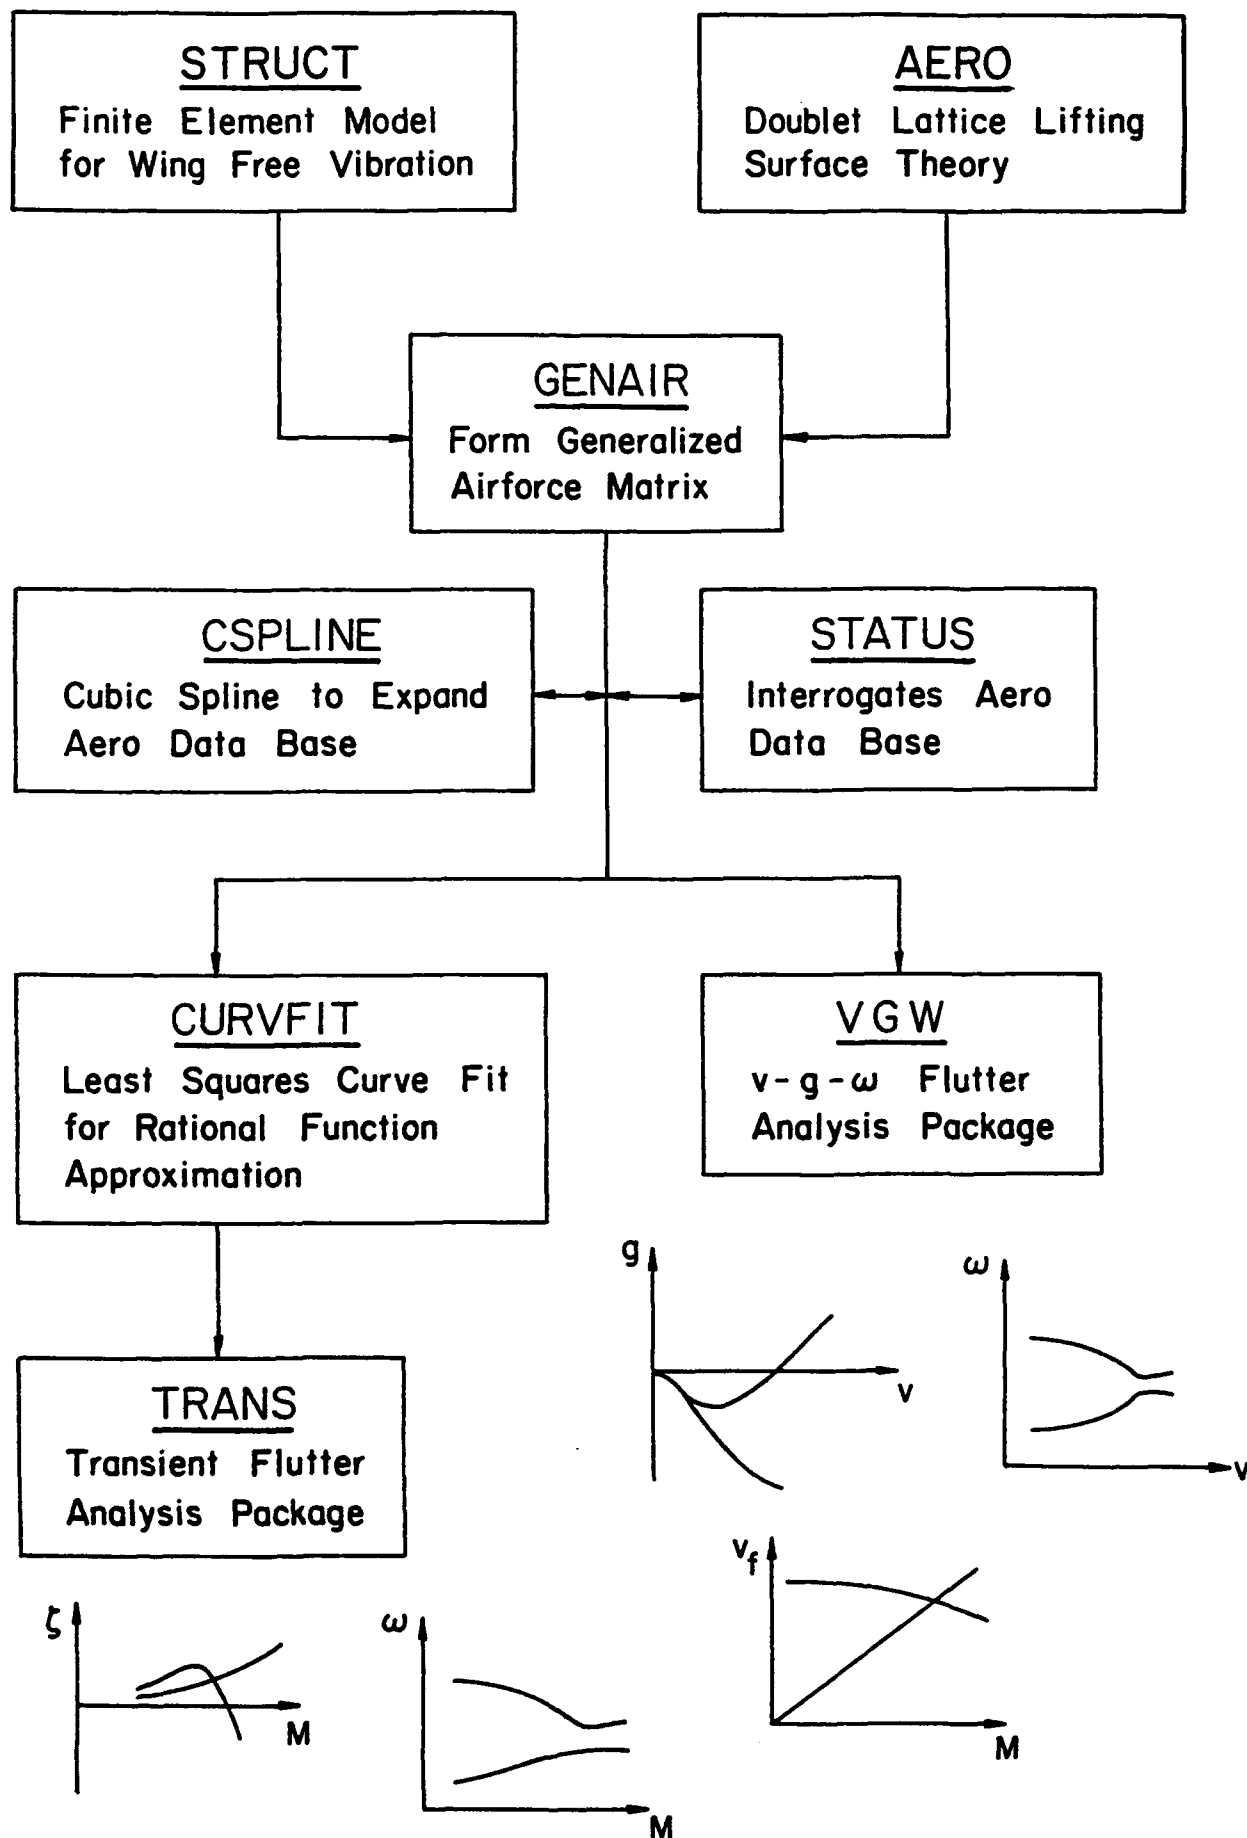 STRUCT
Finite Element Model
for Wing Free Vibration
AERO
Doublet Lattice Lifting
Surface Theory
GENAIR
Form Generalized
Airforce Matrix
CSPLINE
Cubic Spline to Expand
Aero Data Base
STATUS
Interrogates Aero
Data Base
CURVFIT
Least Squares Curve Fit
for Rational Function
Approximation
VGW
v-g-ω Flutter
Analysis Package
TRANS
Transient Flutter
Analysis Package
g
v
ω
v
v_f
M
ζ
M
ω
M